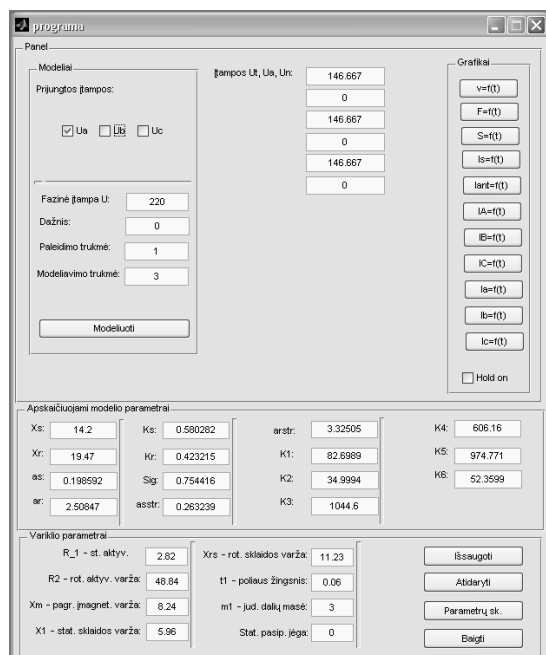 programa
Panel
Modeliai
Prijungtos įtampos:
Ua Ub Uc
Fazinė įtampa U: 220
Dažnis: 0
Paleidimo trukmė: 1
Modeliavimo trukmė: 3
Modeliuoti
Įtampos Ut, Ua, Un: 146.667
0
146.667
0
146.667
0
Grafikai
v=f(t)
F=f(t)
S=f(t)
Is=f(t)
Iant=f(t)
IA=f(t)
IB=f(t)
IC=f(t)
Ia=f(t)
Ib=f(t)
Ic=f(t)
Hold on
Apskaičiuojami modelio parametrai
Xs: 14.2 Ks: 0.580282 arstr: 3.32505 K4: 606.16
Xr: 19.47 Kr: 0.423215 K1: 82.6989 K5: 974.771
as: 0.198592 Sig: 0.754416 K2: 34.9994 K6: 52.3599
ar: 2.50847 asstr: 0.263239 K3: 1044.6
Variklio parametrai
R_1 - st. aktyv. 2.82 Xrs - rot. sklaidos varža: 11.23 Išsaugoti
R2 - rot. aktyv. varža: 48.84 t1 - poliaus žingsnis: 0.06 Atidaryti
Xm - pagr. įmagnet. varža: 8.24 m1 - jud. dalių masė: 3 Parametrų sk.
X1 - stat. sklaidos varža: 5.96 Stat. pasip. jėga: 0 Baigti